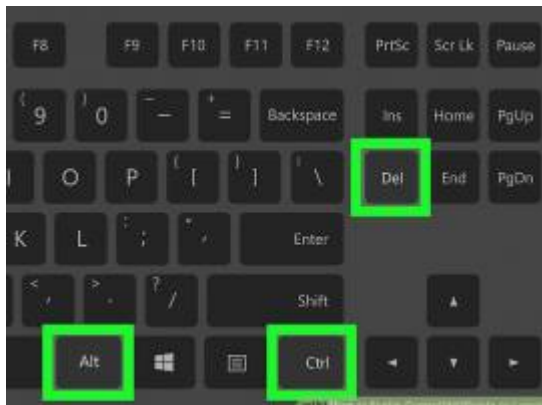 F8 F9 F10 F11 F12 PrtSc Scr Lk Pause
( 9 ) 0 _ - + = Backspace Ins Home PgUp
O P { [ } ] | \ Del End PgDn
K L : ; " ' Enter
< , > . ? / Shift
Alt Ctrl